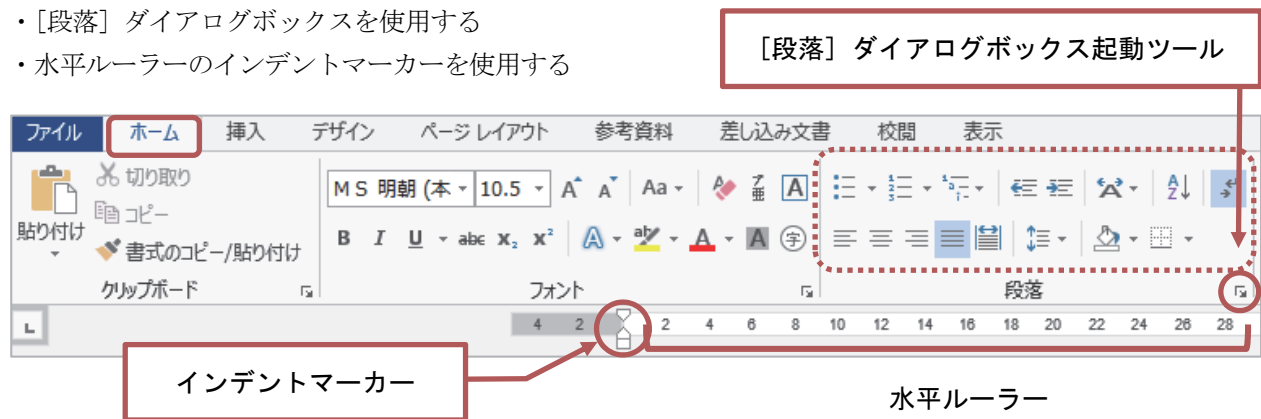 ・［段落］ダイアログボックスを使用する
・水平ルーラーのインデントマーカーを使用する
［段落］ダイアログボックス起動ツール
ファイル ホーム 挿入 デザイン ページ レイアウト 参考資料 差し込み文書 校閲 表示
切り取り
コピー
貼り付け
書式のコピー/貼り付け
ＭＳ 明朝 (本 10.5 A A Aa ア亜 A
B I U abc x₂ x² A ab A A 字
A Z
クリップボード フォント 段落
L 4 2 2 4 6 8 10 12 14 16 18 20 22 24 26 28
インデントマーカー
水平ルーラー